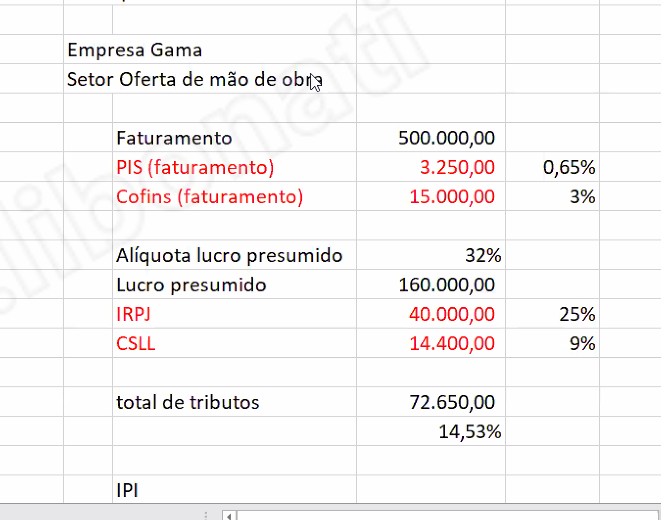 Empresa Gama
Setor Oferta de mão de obra
Faturamento 500.000,00
PIS (faturamento) 3.250,00 0,65%
Cofins (faturamento) 15.000,00 3%
Alíquota lucro presumido 32%
Lucro presumido 160.000,00
IRPJ 40.000,00 25%
CSLL 14.400,00 9%
total de tributos 72.650,00
14,53%
IPI